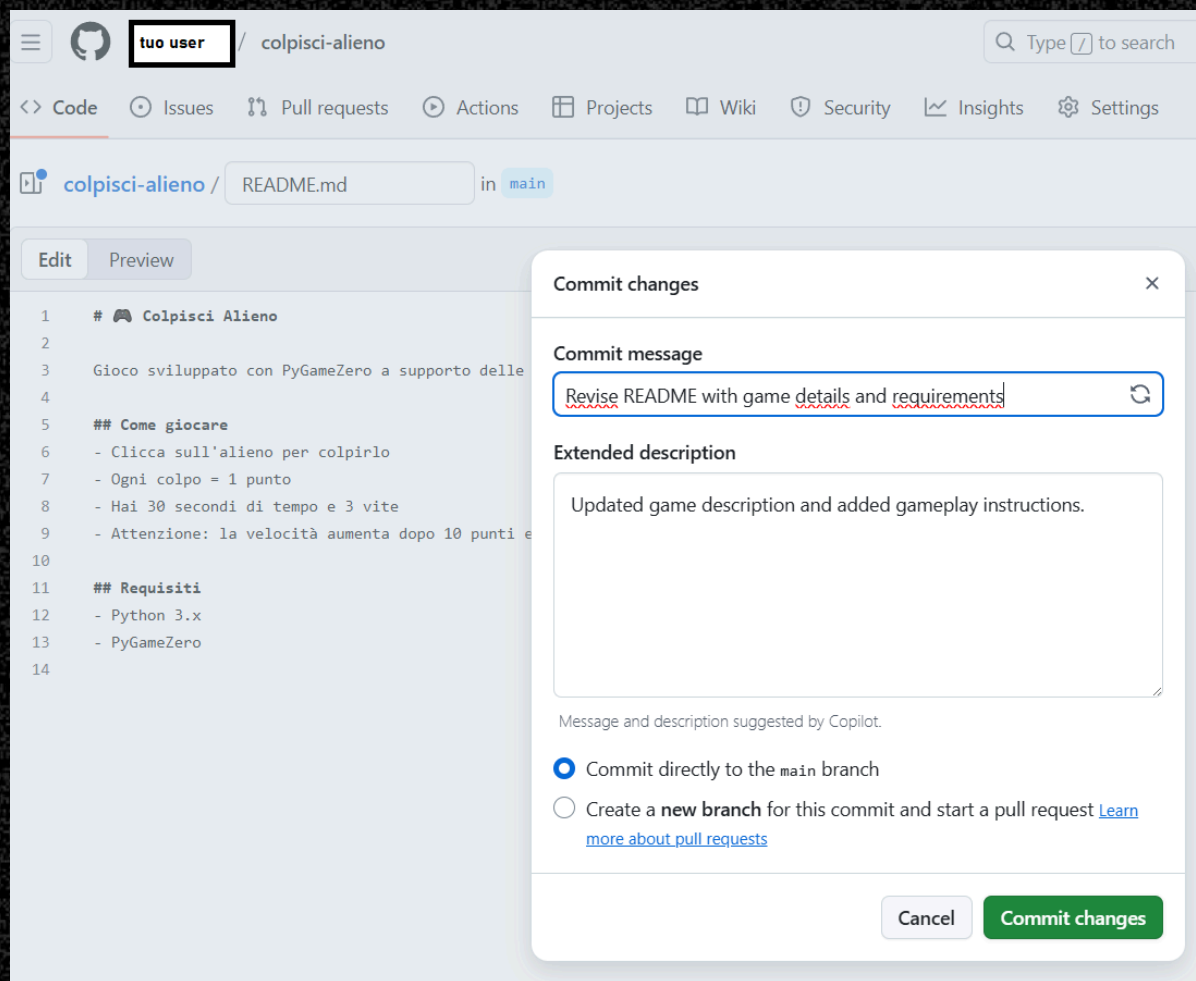 tuo user / colpisci-alieno
Type / to search
<> Code Issues Pull requests Actions Projects Wiki Security Insights Settings
colpisci-alieno / README.md in main
Edit Preview
1 # 🎮 Colpisci Alieno
2
3 Gioco sviluppato con PyGameZero a supporto delle
4
5 ## Come giocare
6 - Clicca sull'alieno per colpirlo
7 - Ogni colpo = 1 punto
8 - Hai 30 secondi di tempo e 3 vite
9 - Attenzione: la velocità aumenta dopo 10 punti e
10
11 ## Requisiti
12 - Python 3.x
13 - PyGameZero
14
Commit changes
Commit message
Revise README with game details and requirements
Extended description
Updated game description and added gameplay instructions.
Message and description suggested by Copilot.
Commit directly to the main branch
Create a new branch for this commit and start a pull request Learn
more about pull requests
Cancel Commit changes